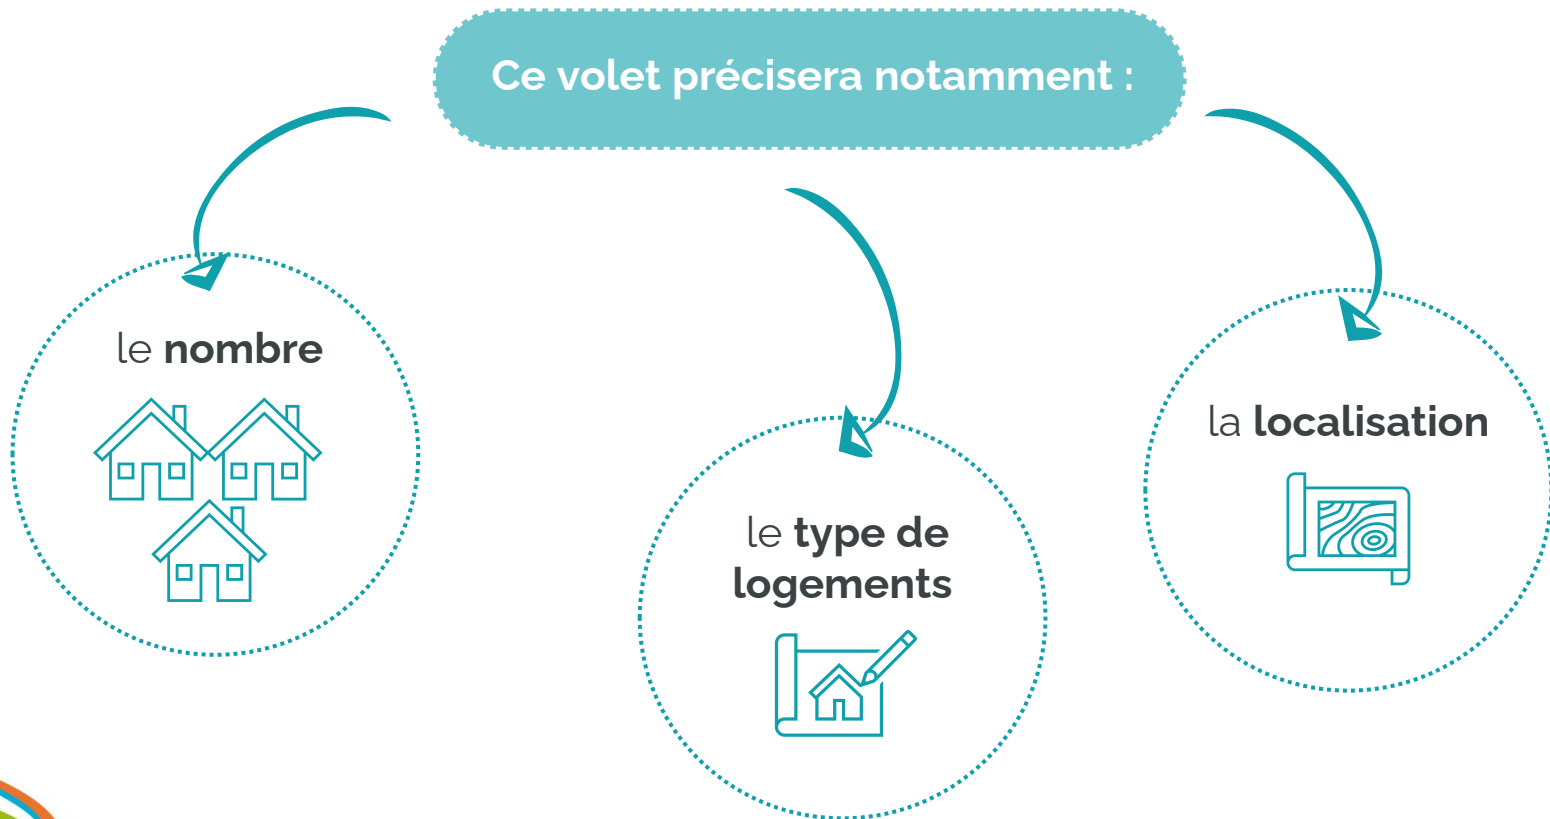 Ce volet précisera notamment :
le nombre
le type de
logements
la localisation